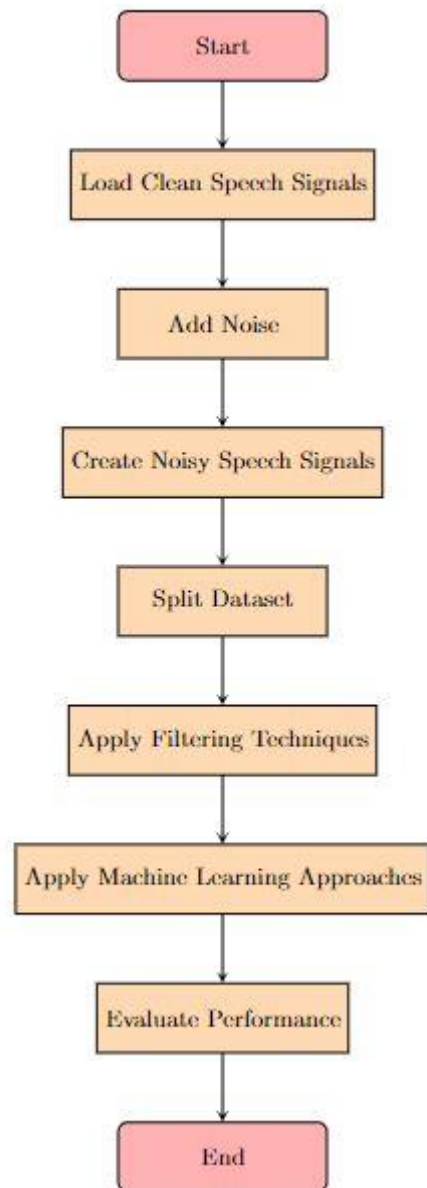 Start
Load Clean Speech Signals
Add Noise
Create Noisy Speech Signals
Split Dataset
Apply Filtering Techniques
Apply Machine Learning Approaches
Evaluate Performance
End